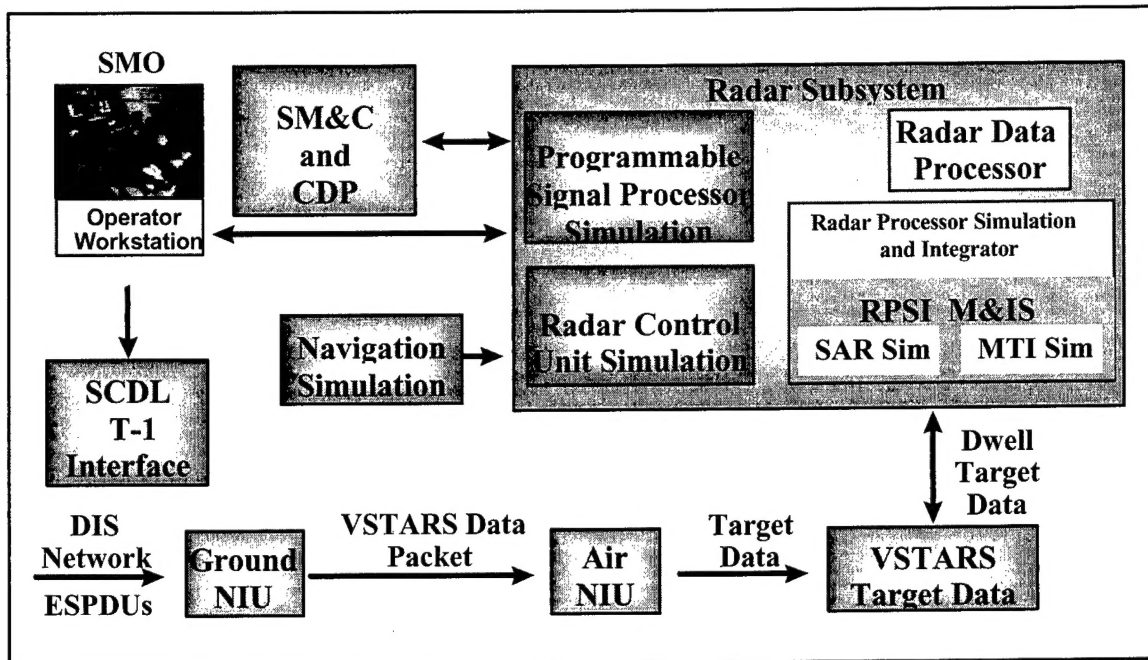 SMO
Operator
Workstation
SM&C
and
CDP
Radar Subsystem
Programmable
Signal Processor
Simulation
Radar Data
Processor
Radar Processor Simulation
and Integrator
RPSI M&IS
SAR Sim
MTI Sim
Navigation
Simulation
Radar Control
Unit Simulation
SCDL
T-1
Interface
Dwell
Target
Data
DIS
Network
ESPDUs
Ground
NIU
VSTARS Data
Packet
Air
NIU
Target
Data
VSTARS
Target Data